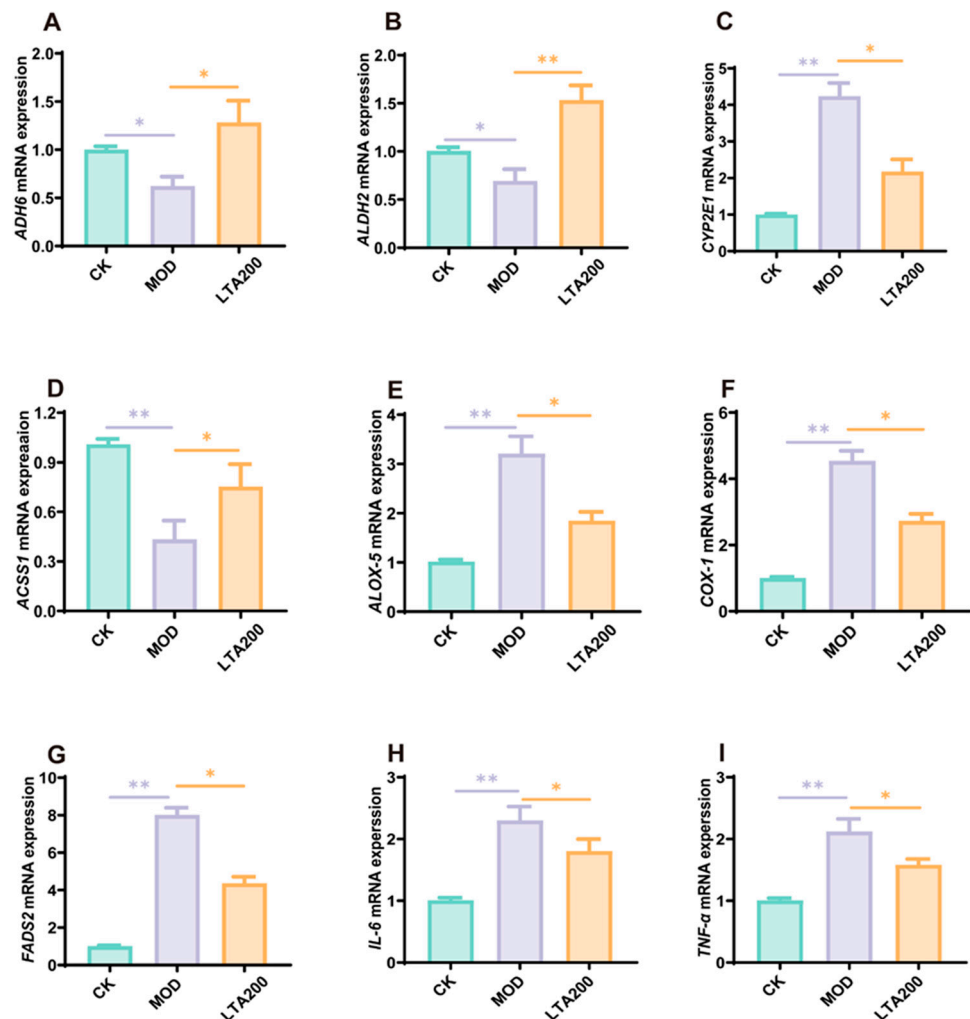 A
ADH6 mRNA expression
2.0
1.5
1.0
0.5
0.0
*
*
CK
MOD
LTA200
B
ALDH2 mRNA expression
2.0
1.5
1.0
0.5
0.0
*
**
CK
MOD
LTA200
C
CYP2E1 mRNA expression
5
4
3
2
1
0
**
*
CK
MOD
LTA200
D
ACSS1 mRNA expreaaion
1.2
0.9
0.6
0.3
0.0
**
*
CK
MOD
LTA200
E
ALOX-5 mRNA expression
4
3
2
1
0
**
*
CK
MOD
LTA200
F
COX-1 mRNA expression
6
4
2
0
**
*
CK
MOD
LTA200
G
FADS2 mRNA expression
10
8
6
4
2
0
**
*
CK
MOD
LTA200
H
IL-6 mRNA experssion
3
2
1
0
**
*
CK
MOD
LTA200
I
TNF-α mRNA experssion
3
2
1
0
**
*
CK
MOD
LTA200